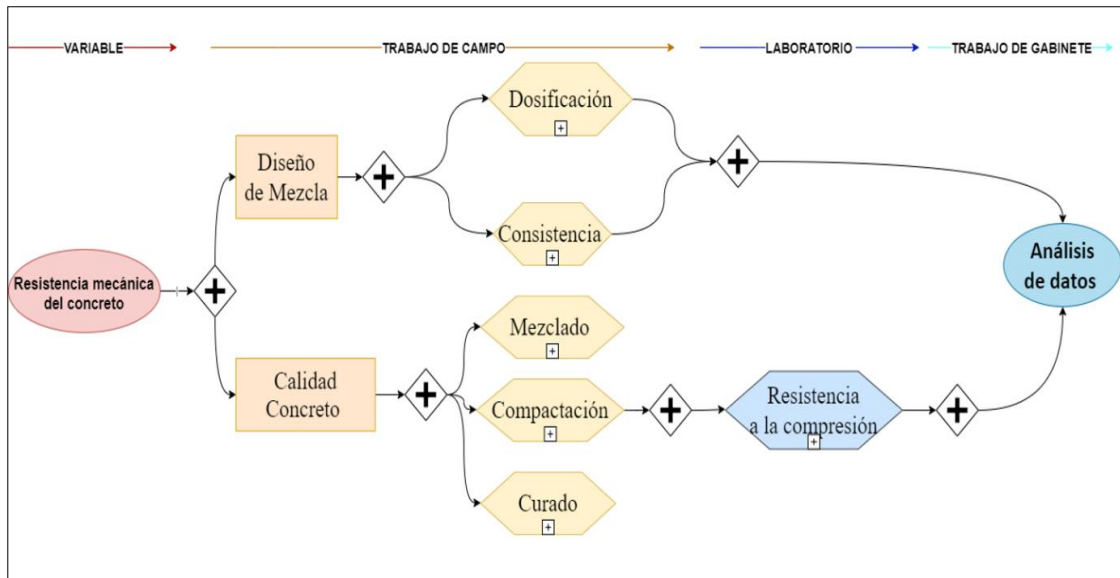 VARIABLE
TRABAJO DE CAMPO
LABORATORIO
TRABAJO DE GABINETE
Dosificación
Diseño
de Mezcla
Consistencia
Resistencia mecánica
del concreto
Análisis
de datos
Mezclado
Calidad
Concreto
Compactación
Resistencia
a la compresión
Curado